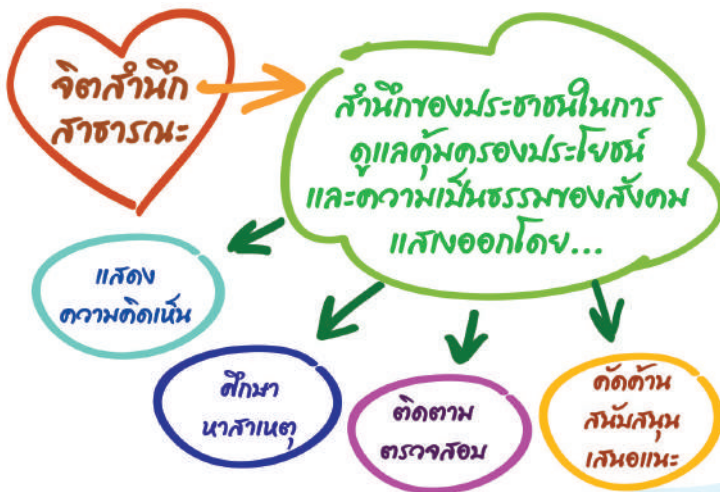 จิตสำนึก
สาธารณะ
สำนึกของประชาชนในการ
ดูแลคุ้มครองประโยชน์
และความเป็นธรรมของสังคม
แสงออกโดย...
แสดง
ความคิดเห็น
ศึกษา
หาสาเหตุ
ติดตาม
ตรวจสอบ
คัดค้าน
สนับสนุน
เสนอแนะ